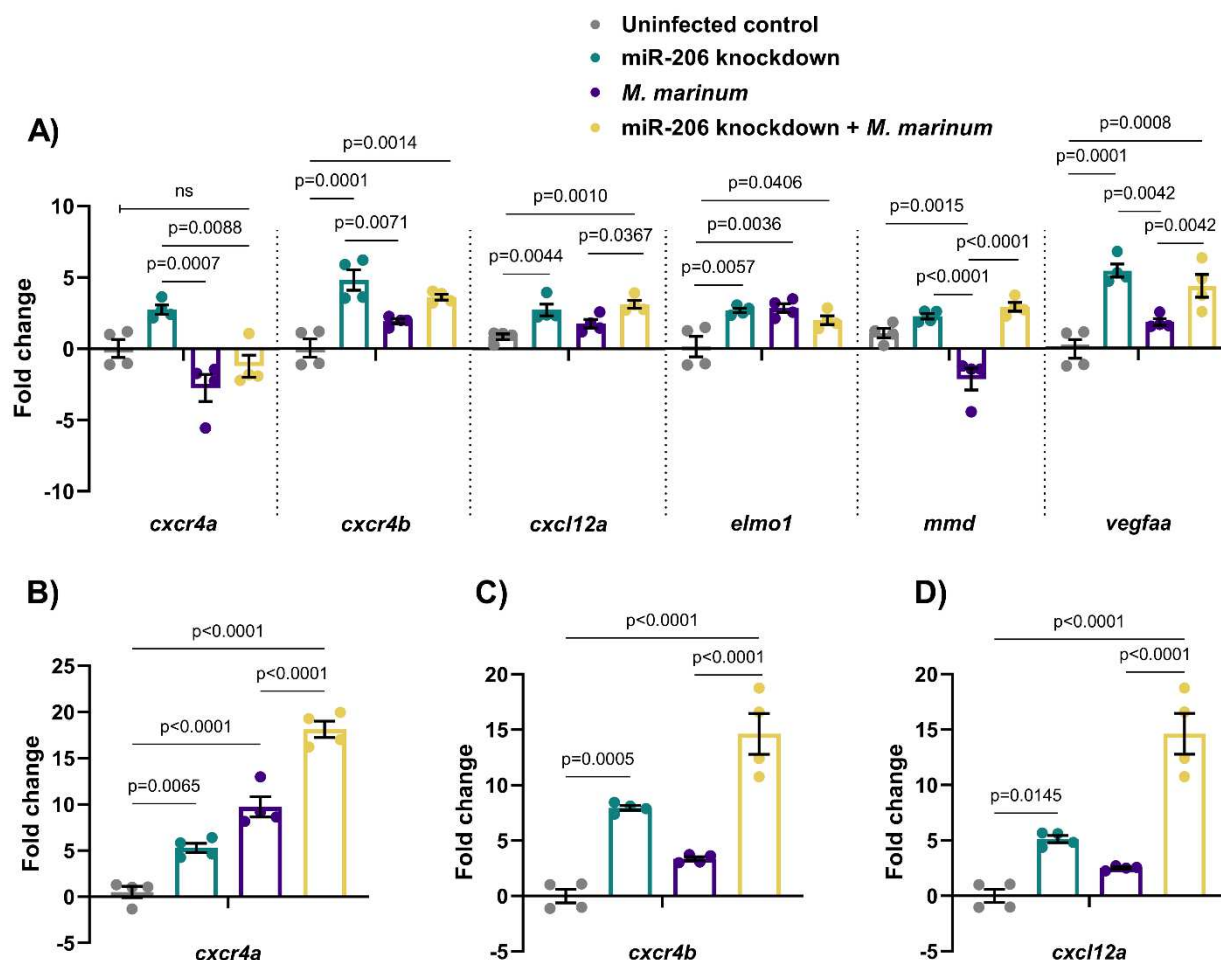 Uninfected control
miR-206 knockdown
M. marinum
miR-206 knockdown + M. marinum
A)
p=0.0014
p=0.0001
p=0.0071
ns
p=0.0088
p=0.0007
p=0.0010
p=0.0367
p=0.0044
p=0.0406
p=0.0036
p=0.0057
p=0.0015
p<0.0001
p<0.0001
p=0.0008
p=0.0001
p=0.0042
p=0.0042
Fold change
10
5
0
-5
-10
cxcr4a cxcr4b cxcl12a elmo1 mmd vegfaa
B)
p<0.0001
p<0.0001
p<0.0001
p=0.0065
Fold change
25
20
15
10
5
0
-5
cxcr4a
C)
p<0.0001
p<0.0001
p=0.0005
Fold change
20
15
10
5
0
-5
cxcr4b
D)
p<0.0001
p<0.0001
p=0.0145
Fold change
20
15
10
5
0
-5
cxcl12a